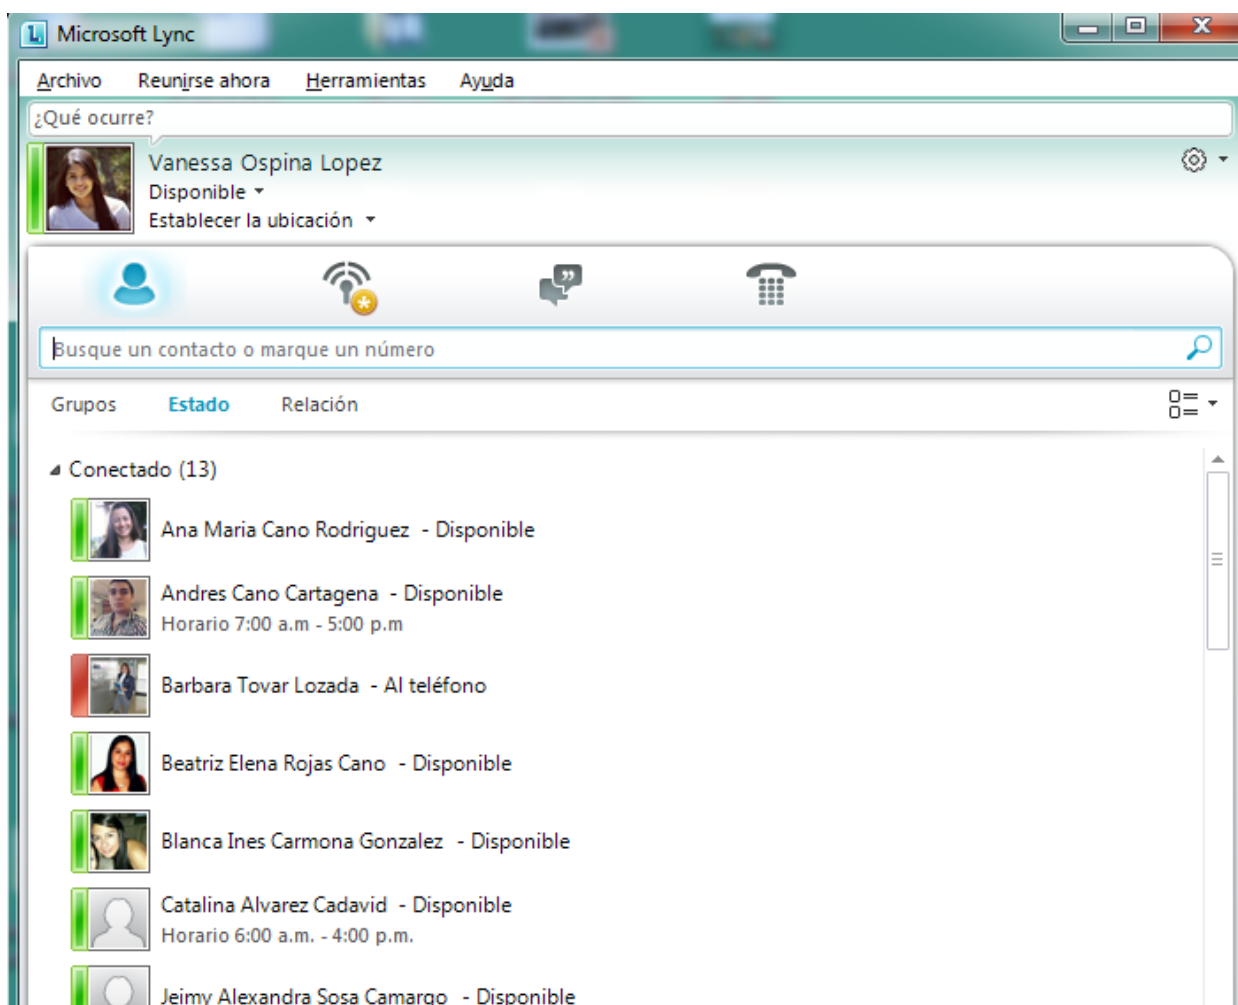 Microsoft Lync
Archivo Reunirse ahora Herramientas Ayuda
¿Qué ocurre?
Vanessa Ospina Lopez
Disponible
Establecer la ubicación
Busque un contacto o marque un número
Grupos Estado Relación
Conectado (13)
Ana Maria Cano Rodriguez - Disponible
Andres Cano Cartagena - Disponible
Horario 7:00 a.m - 5:00 p.m
Barbara Tovar Lozada - Al teléfono
Beatriz Elena Rojas Cano - Disponible
Blanca Ines Carmona Gonzalez - Disponible
Catalina Alvarez Cadavid - Disponible
Horario 6:00 a.m. - 4:00 p.m.
Jeimy Alexandra Sosa Camargo - Disponible